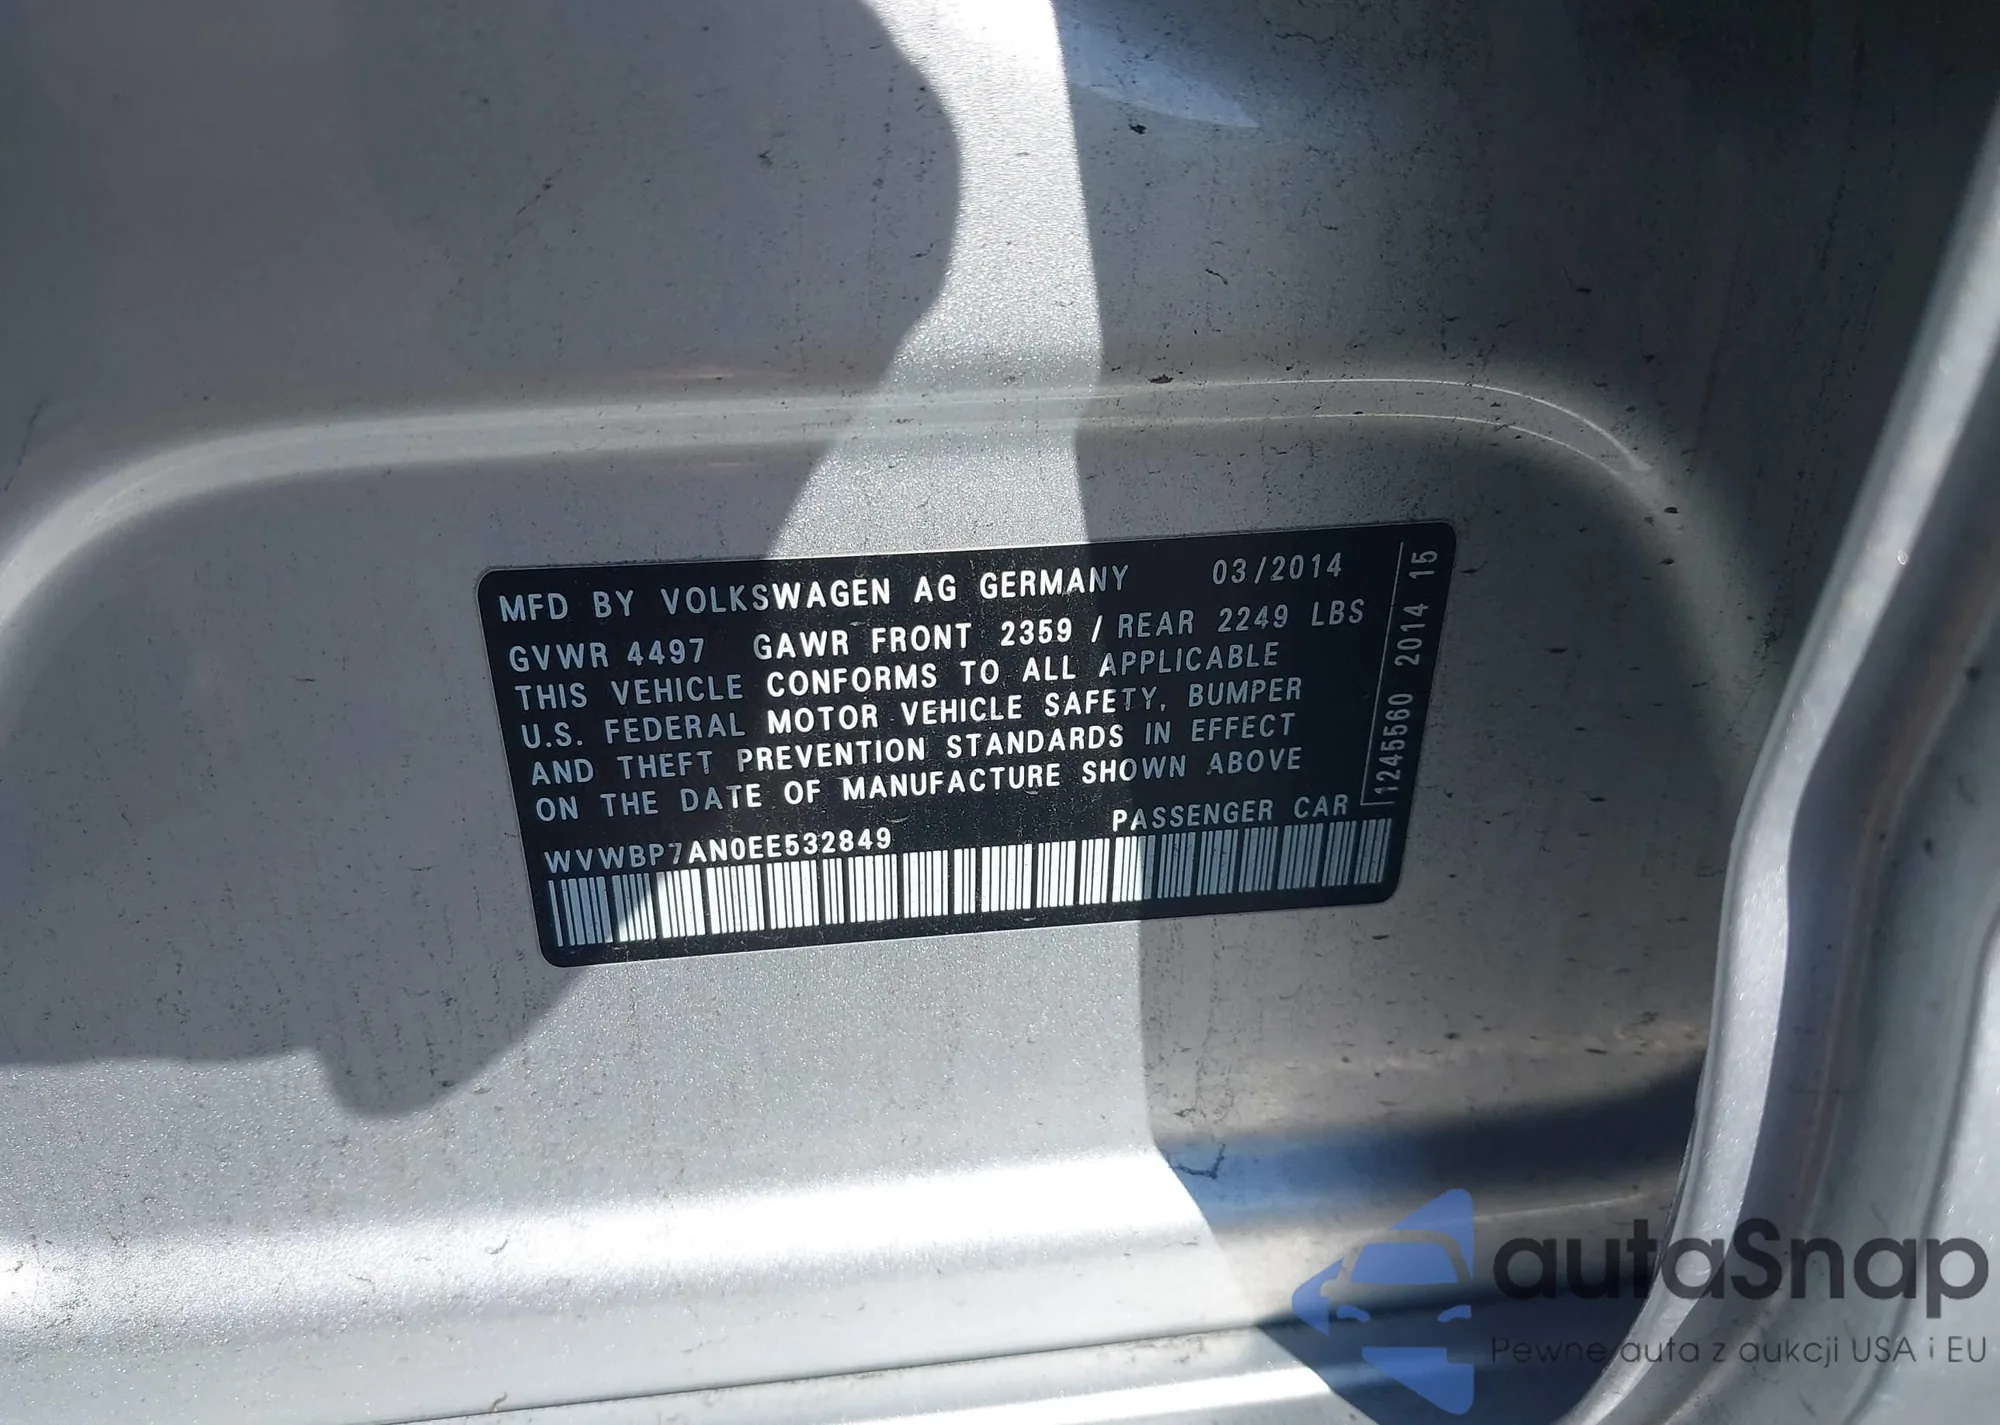 MFD BY VOLKSWAGEN AG GERMANY 03/2014
GVWR 4497 GAWR FRONT 2359 / REAR 2249 LBS
THIS VEHICLE CONFORMS TO ALL APPLICABLE
U.S. FEDERAL MOTOR VEHICLE SAFETY, BUMPER
AND THEFT PREVENTION STANDARDS IN EFFECT
ON THE DATE OF MANUFACTURE SHOWN ABOVE
WVWBP7AN0EE532849 PASSENGER CAR
1245560 2014 15
autaSnap
Pewne auta z aukcji USA i EU